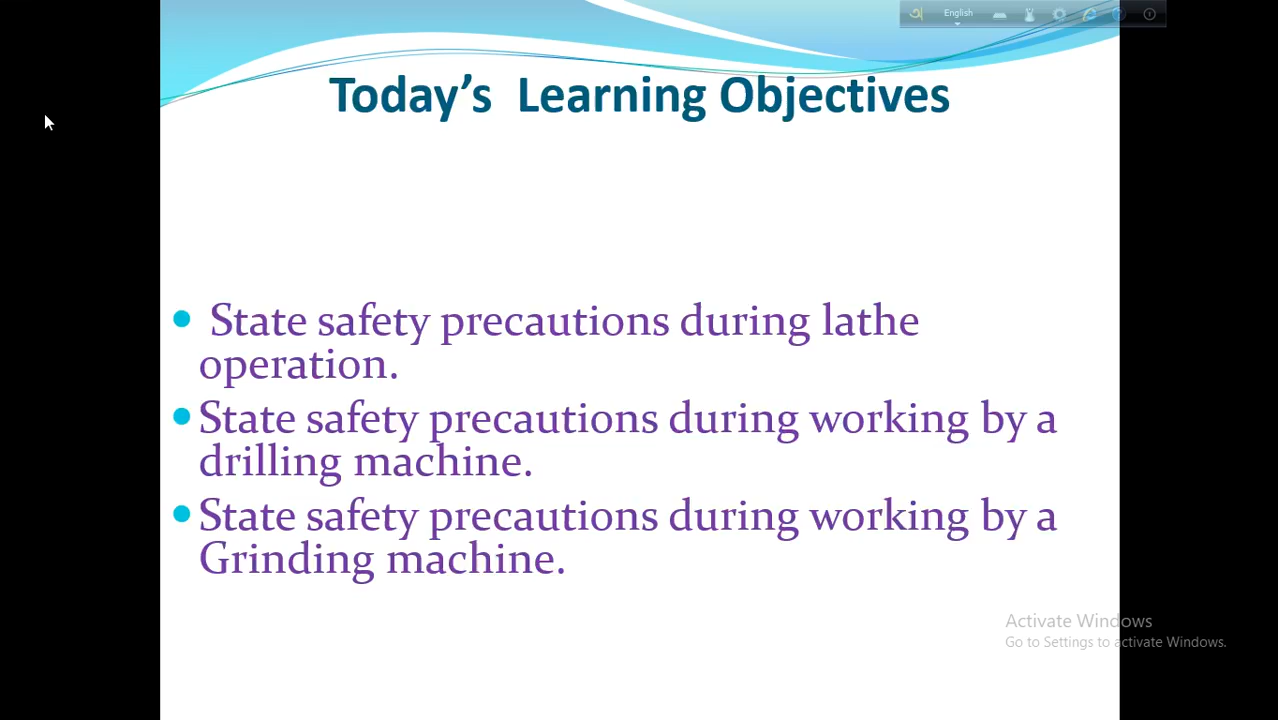 English
Today's Learning Objectives
State safety precautions during lathe
operation.
State safety precautions during working by a
drilling machine.
State safety precautions during working by a
Grinding machine.
Activate Windows
Go to Settings to activate Windows.